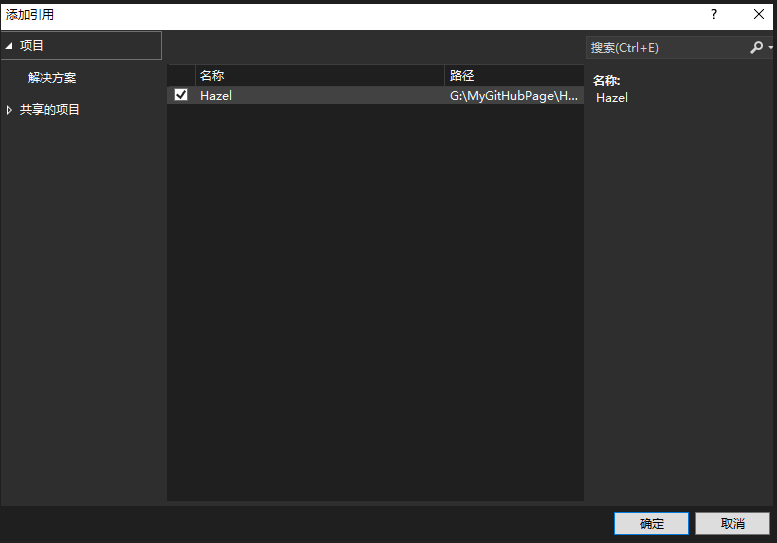 添加引用
?
项目
解决方案
共享的项目
名称 路径
Hazel G:\MyGitHubPage\H...
搜索(Ctrl+E)
名称:
Hazel
确定 取消